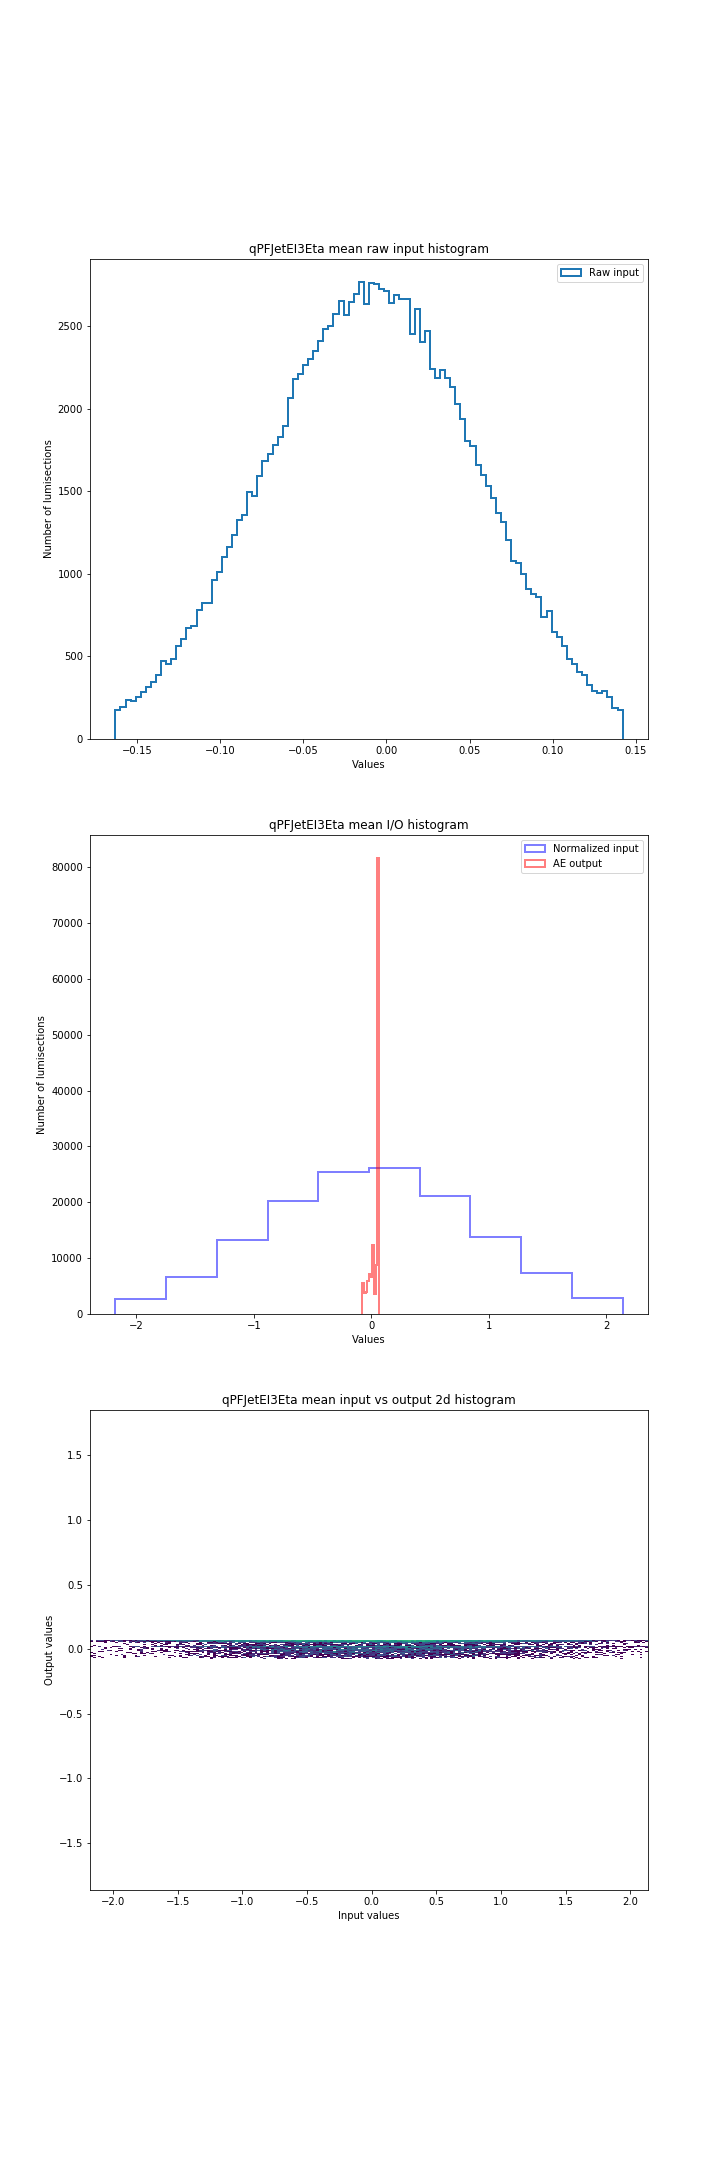 qPFJetEI3Eta mean raw input histogram
Raw input
2500
2000
1500
1000
500
0
Number of lumisections
−0.15 −0.10 −0.05 0.00 0.05 0.10 0.15
Values
qPFJetEI3Eta mean I/O histogram
Normalized input
AE output
80000
70000
60000
50000
40000
30000
20000
10000
0
Number of lumisections
−2 −1 0 1 2
Values
qPFJetEI3Eta mean input vs output 2d histogram
1.5
1.0
0.5
0.0
−0.5
−1.0
−1.5
Output values
−2.0 −1.5 −1.0 −0.5 0.0 0.5 1.0 1.5 2.0
Input values